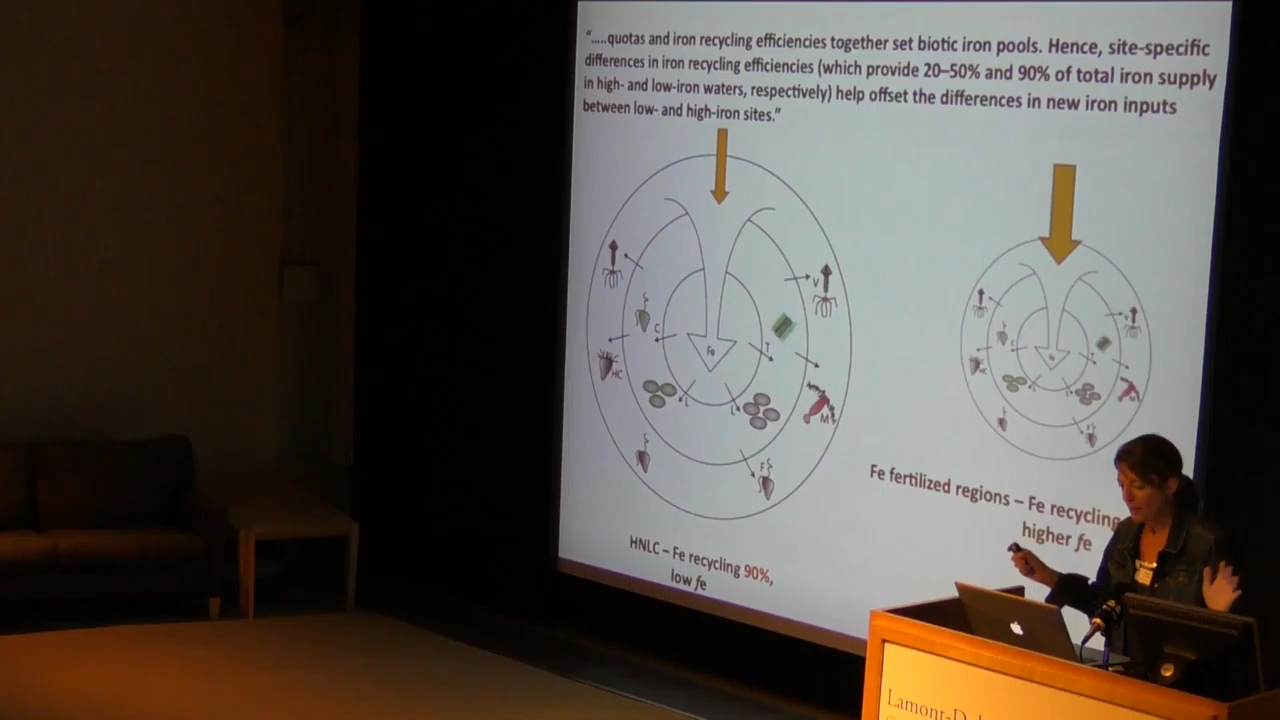 “.....quotas and iron recycling efficiencies together set biotic iron pools. Hence, site-specific
differences in iron recycling efficiencies (which provide 20–50% and 90% of total iron supply
in high- and low-iron waters, respectively) help offset the differences in new iron inputs
between low- and high-iron sites.”
V
C
Fe
T
HC
L
L
M
F
HNLC – Fe recycling 90%,
low fe
Fe fertilized regions – Fe recycling
higher fe
Lamont-D